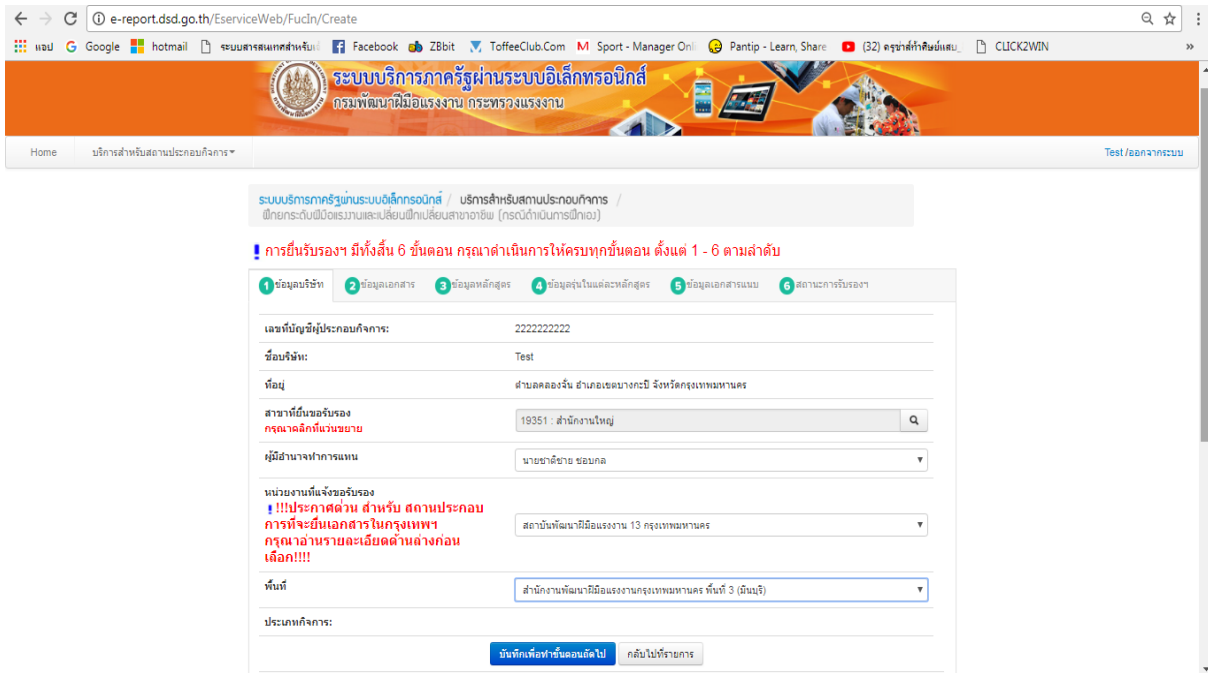 e-report.dsd.go.th/EserviceWeb/FucIn/Create
แอป Google hotmail ระบบสารสนเทศสำหรับ Facebook ZBbit ToffeeClub.Com Sport - Manager Onli Pantip - Learn, Share (32) CLICK2WIN »
ระบบบริการภาครัฐผ่านระบบอิเล็กทรอนิกส์
กรมพัฒนาฝีมือแรงงาน กระทรวงแรงงาน
Home บริการสำหรับสถานประกอบกิจการ Test /ออกจากระบบ
ระบบบริการภาครัฐผ่านระบบอิเล็กทรอนิกส์ / บริการสำหรับสถานประกอบกิจการ /
ฝึกยกระดับฝีมือแรงงานและเปลี่ยนฝึกเปลี่ยนสาขาอาชีพ (กรณีดำเนินการฝึกเอง)
! การยื่นรับรองฯ มีทั้งสิ้น 6 ขั้นตอน กรุณาดำเนินการให้ครบทุกขั้นตอน ตั้งแต่ 1 - 6 ตามลำดับ
1 ข้อมูลบริษัท 2 ข้อมูลเอกสาร 3 ข้อมูลหลักสูตร 4 ข้อมูลรุ่นในแต่ละหลักสูตร 5 ข้อมูลเอกสารแนบ 6 สถานะการรับรองฯ
เลขที่บัญชีผู้ประกอบกิจการ: 2222222222
ชื่อบริษัท: Test
ที่อยู่ ตำบลคลองจั่น อำเภอเขตบางกะปิ จังหวัดกรุงเทพมหานคร
สาขาที่ยื่นขอรับรอง 19351 : สำนักงานใหญ่
กรุณาคลิกที่แว่นขยาย
ผู้มีอำนาจทำการแทน นายชาติชาย ชอบกล
หน่วยงานที่แจ้งขอรับรอง
! !!!ประกาศด่วน สำหรับ สถานประกอบ
การที่จะยื่นเอกสารในกรุงเทพฯ สถาบันพัฒนาฝีมือแรงงาน 13 กรุงเทพมหานคร
กรุณาอ่านรายละเอียดด้านล่างก่อน
เลือก!!!!
พื้นที่ สำนักงานพัฒนาฝีมือแรงงานกรุงเทพมหานคร พื้นที่ 3 (มีนบุรี)
ประเภทกิจการ:
บันทึกเพื่อทำขั้นตอนถัดไป กลับไปที่รายการ